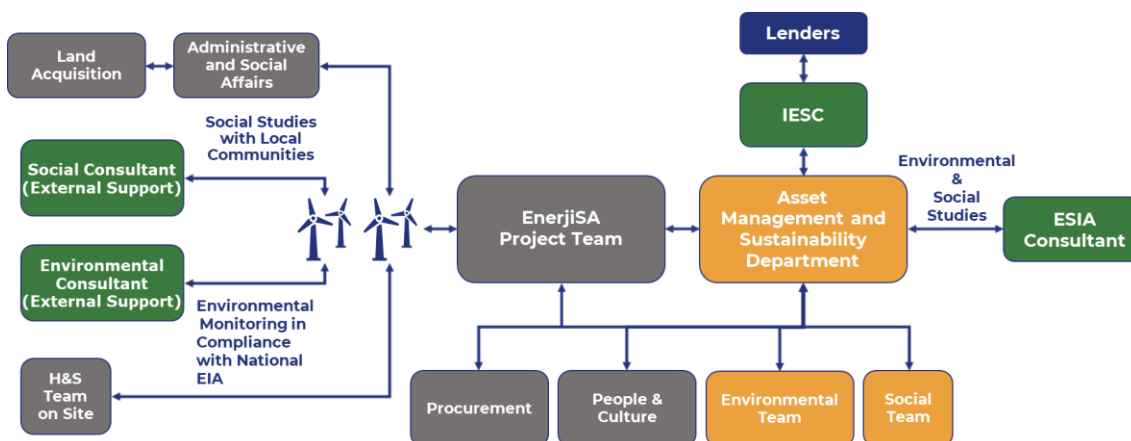 Lenders
Land
Acquisition
Administrative
and Social
Affairs
IESC
Social Studies
with Local
Communities
Social Consultant
(External Support)
Environmental
&
Social
Studies
EnerjiSA
Project Team
Asset
Management and
Sustainability
Department
ESIA
Consultant
Environmental
Consultant
(External Support)
Environmental
Monitoring in
Compliance
with National
EIA
H&S
Team
on Site
Procurement
People &
Culture
Environmental
Team
Social
Team